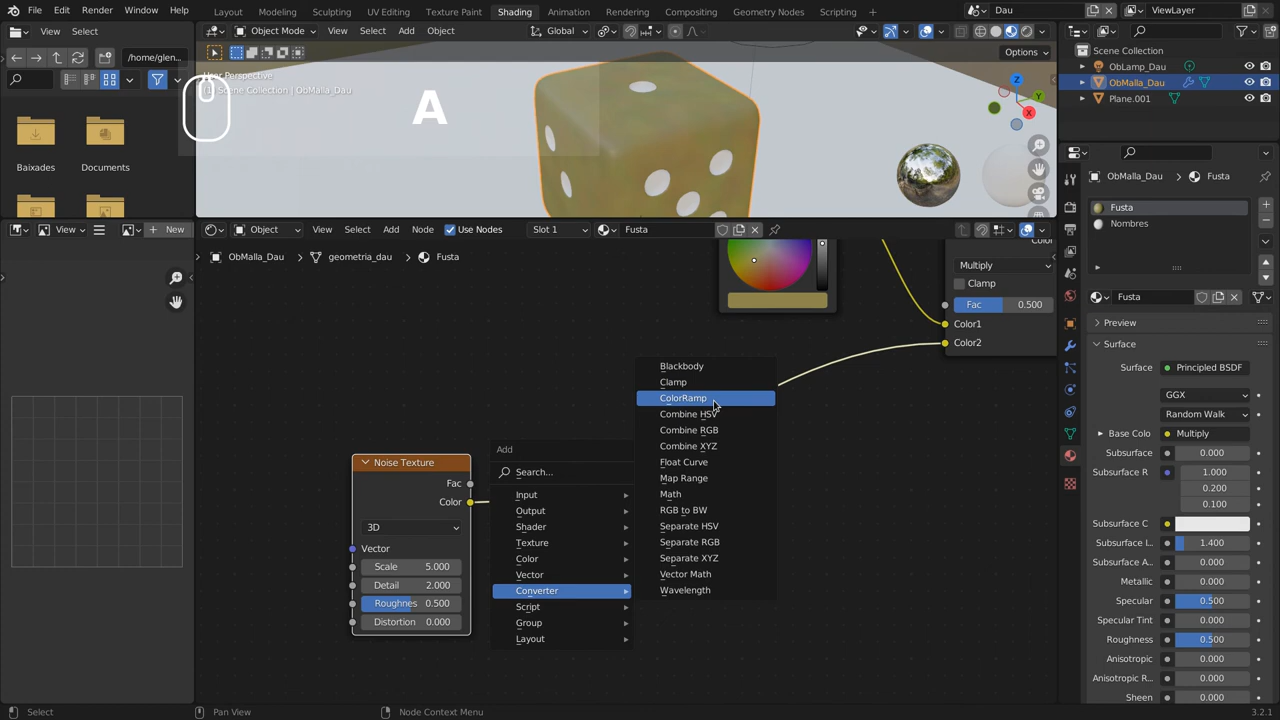 File Edit Render Window Help Layout Modeling Sculpting UV Editing Texture Paint Shading Animation Rendering Compositing Geometry Nodes Scripting Dau ViewLayer
View Select Object Mode View Select Add Object Global
/home/glen... Options
User Perspective
(1) Scene Collection | ObMalla_Dau
A
Baixades Documents
X Y Z
Scene Collection
ObLamp_Dau
ObMalla_Dau
Plane.001
ObMalla_Dau Fusta
Fusta
Nombres
View New Object View Select Add Node Use Nodes Slot 1 Fusta
ObMalla_Dau geometria_dau Fusta
Color
Multiply
Clamp
Fac 0.500
Color1
Color2
Noise Texture
Fac
Color
3D
Vector
Scale 5.000
Detail 2.000
Roughnes 0.500
Distortion 0.000
Add
Search...
Input
Output
Shader
Texture
Color
Vector
Converter
Script
Group
Layout
Blackbody
Clamp
ColorRamp
Combine HSV
Combine RGB
Combine XYZ
Float Curve
Map Range
Math
RGB to BW
Separate HSV
Separate RGB
Separate XYZ
Vector Math
Wavelength
Fusta
Preview
Surface
Surface Principled BSDF
GGX
Random Walk
Base Colo Multiply
Subsurface 0.000
Subsurface R 1.000
0.200
0.100
Subsurface C
Subsurface I... 1.400
Subsurface A... 0.000
Metallic 0.000
Specular 0.500
Specular Tint 0.000
Roughness 0.500
Anisotropic 0.000
Anisotropic R... 0.000
Sheen 0.000
Select Pan View Node Context Menu 3.2.1